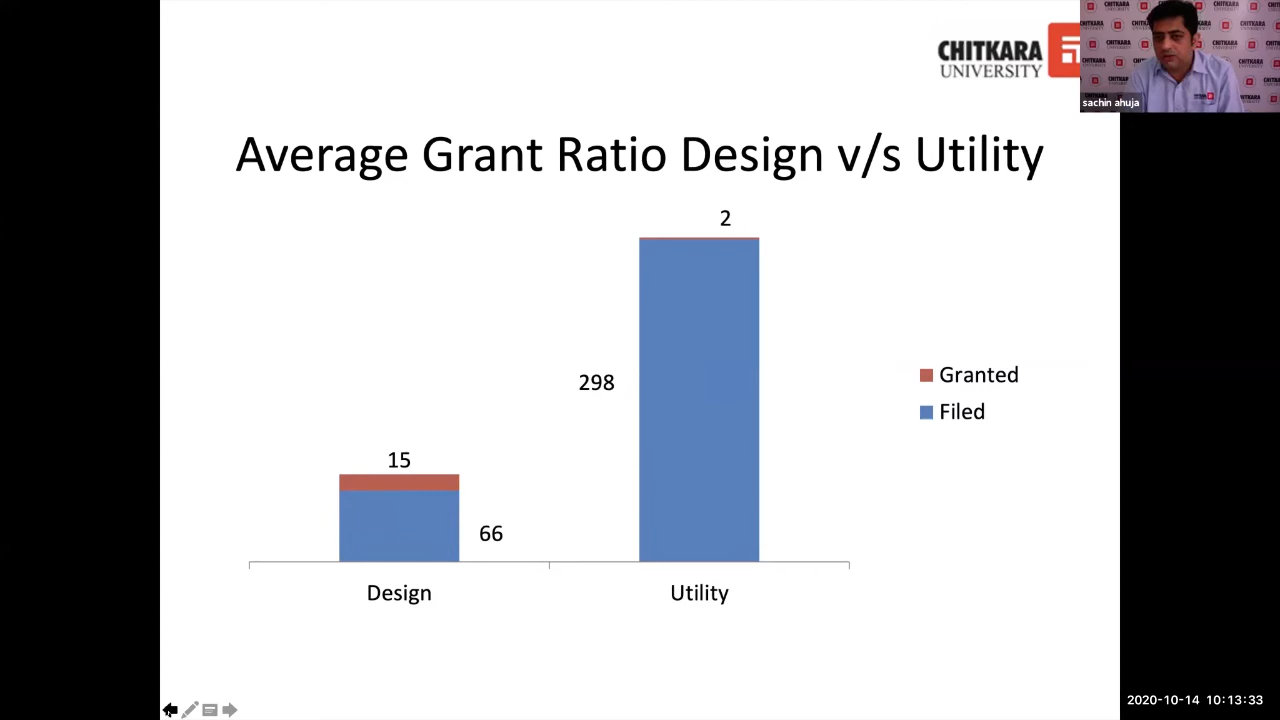 CHITKARA
UNIVERSITY
sachin ahuja
Average Grant Ratio Design v/s Utility
2
298
15
66
Granted
Filed
Design
Utility
2020-10-14 10:13:33